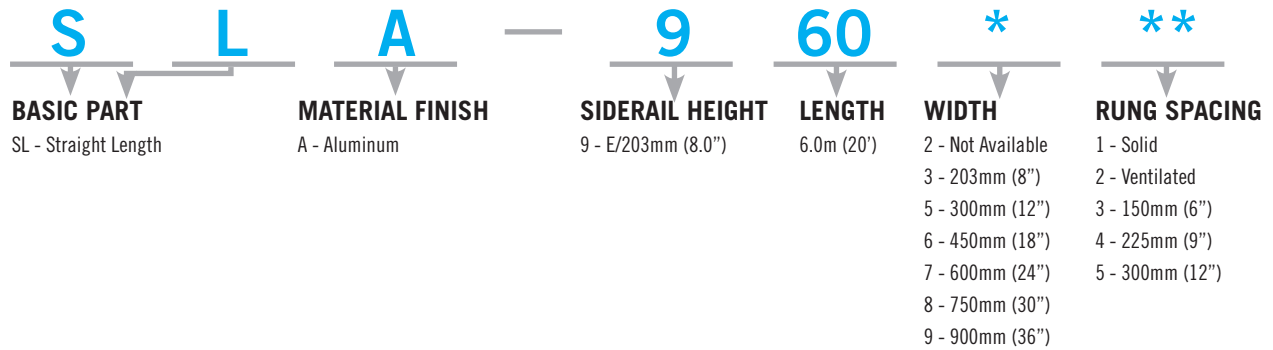 S L A — 9 60 * **
BASIC PART
SL - Straight Length
MATERIAL FINISH
A - Aluminum
SIDERAIL HEIGHT
9 - E/203mm (8.0”)
LENGTH
6.0m (20’)
WIDTH
2 - Not Available
3 - 203mm (8”)
5 - 300mm (12”)
6 - 450mm (18”)
7 - 600mm (24”)
8 - 750mm (30”)
9 - 900mm (36”)
RUNG SPACING
1 - Solid
2 - Ventilated
3 - 150mm (6”)
4 - 225mm (9”)
5 - 300mm (12”)